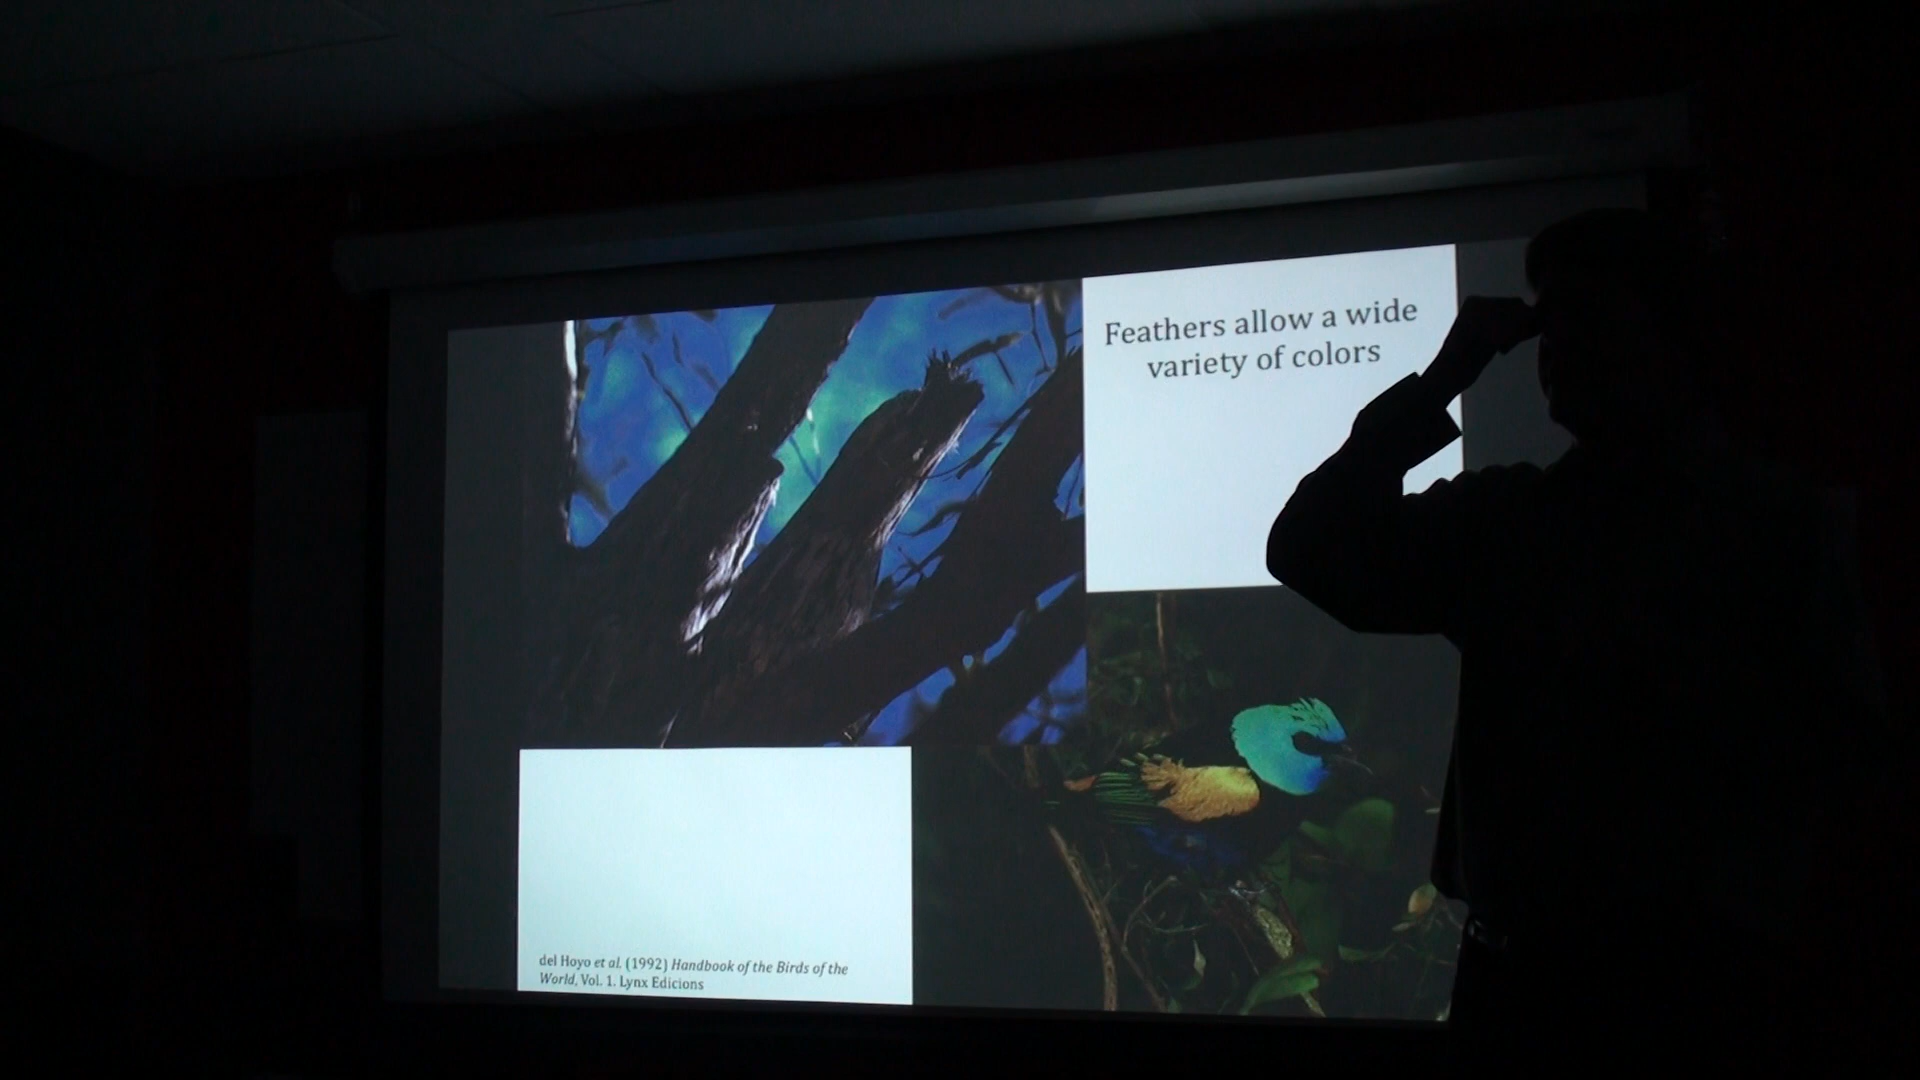 Feathers allow a wide
variety of colors
del Hoyo et al. (1992) Handbook of the Birds of the
World, Vol. 1. Lynx Edicions